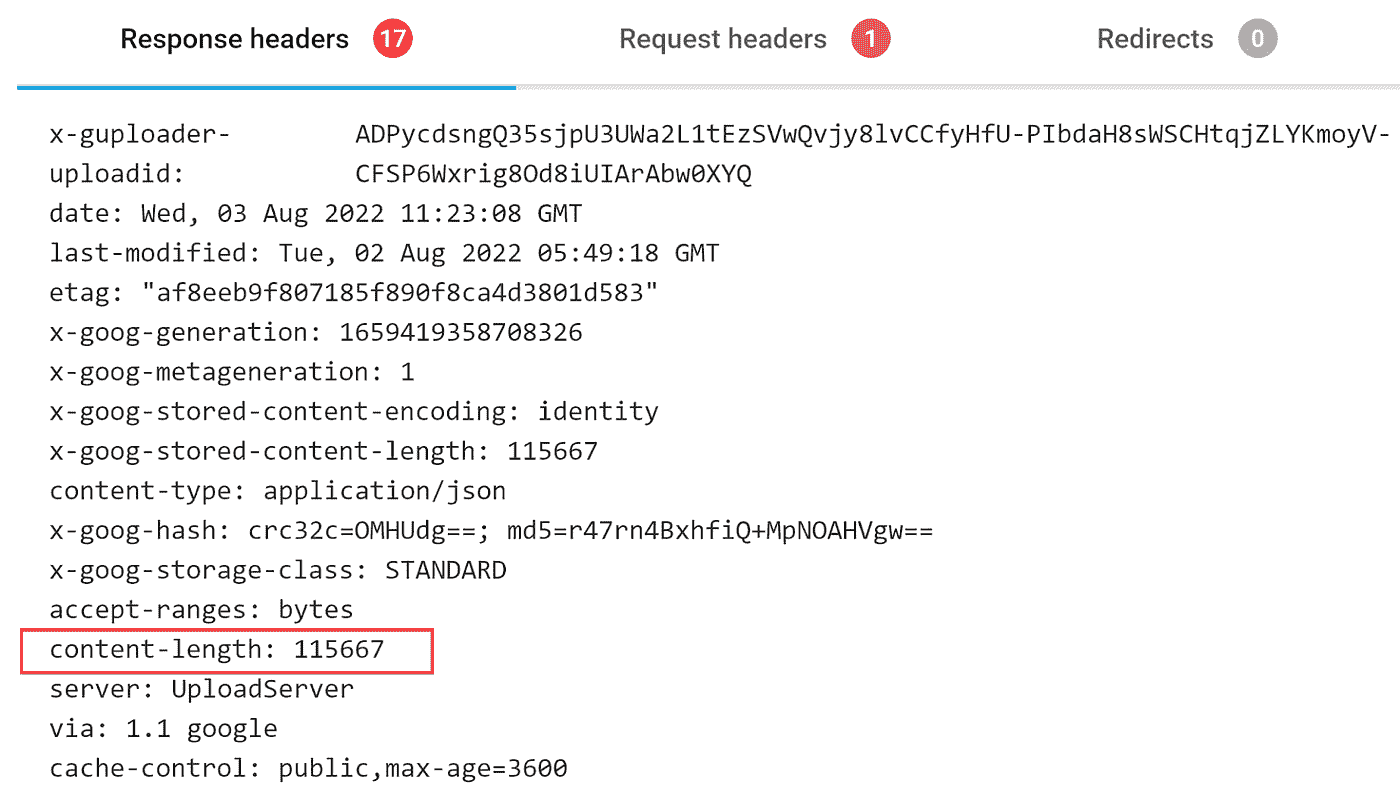 Response headers 17 Request headers 1 Redirects 0
x-guploader- ADPycdsngQ35sjpU3UWa2L1tEzSVwQvjy8lvCCfyHfU-PIbdaH8sWSCHtqjZLYKmoyV-
uploadid: CFSP6Wxrig8Od8iUIArAbw0XYQ
date: Wed, 03 Aug 2022 11:23:08 GMT
last-modified: Tue, 02 Aug 2022 05:49:18 GMT
etag: "af8eeb9f807185f890f8ca4d3801d583"
x-goog-generation: 1659419358708326
x-goog-metageneration: 1
x-goog-stored-content-encoding: identity
x-goog-stored-content-length: 115667
content-type: application/json
x-goog-hash: crc32c=OMHUdg==; md5=r47rn4BxhfiQ+MpNOAHVgw==
x-goog-storage-class: STANDARD
accept-ranges: bytes
content-length: 115667
server: UploadServer
via: 1.1 google
cache-control: public,max-age=3600